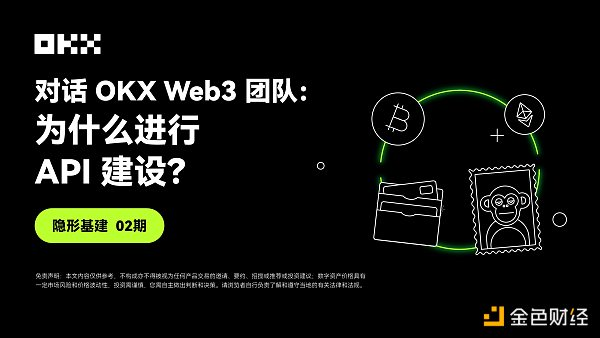 OKX
对话 OKX Web3 团队:
为什么进行
API 建设?
隐形基建 02期
免责声明：本文内容仅供参考，不构成亦不得被视为任何产品交易的邀请、要约、招揽或推荐或投资建议；数字资产价格具有
一定市场风险和价格波动性，投资需谨慎，您需自主做出判断和决策。请浏览者自行负责了解和遵守当地的有关法律和法规。
金色财经